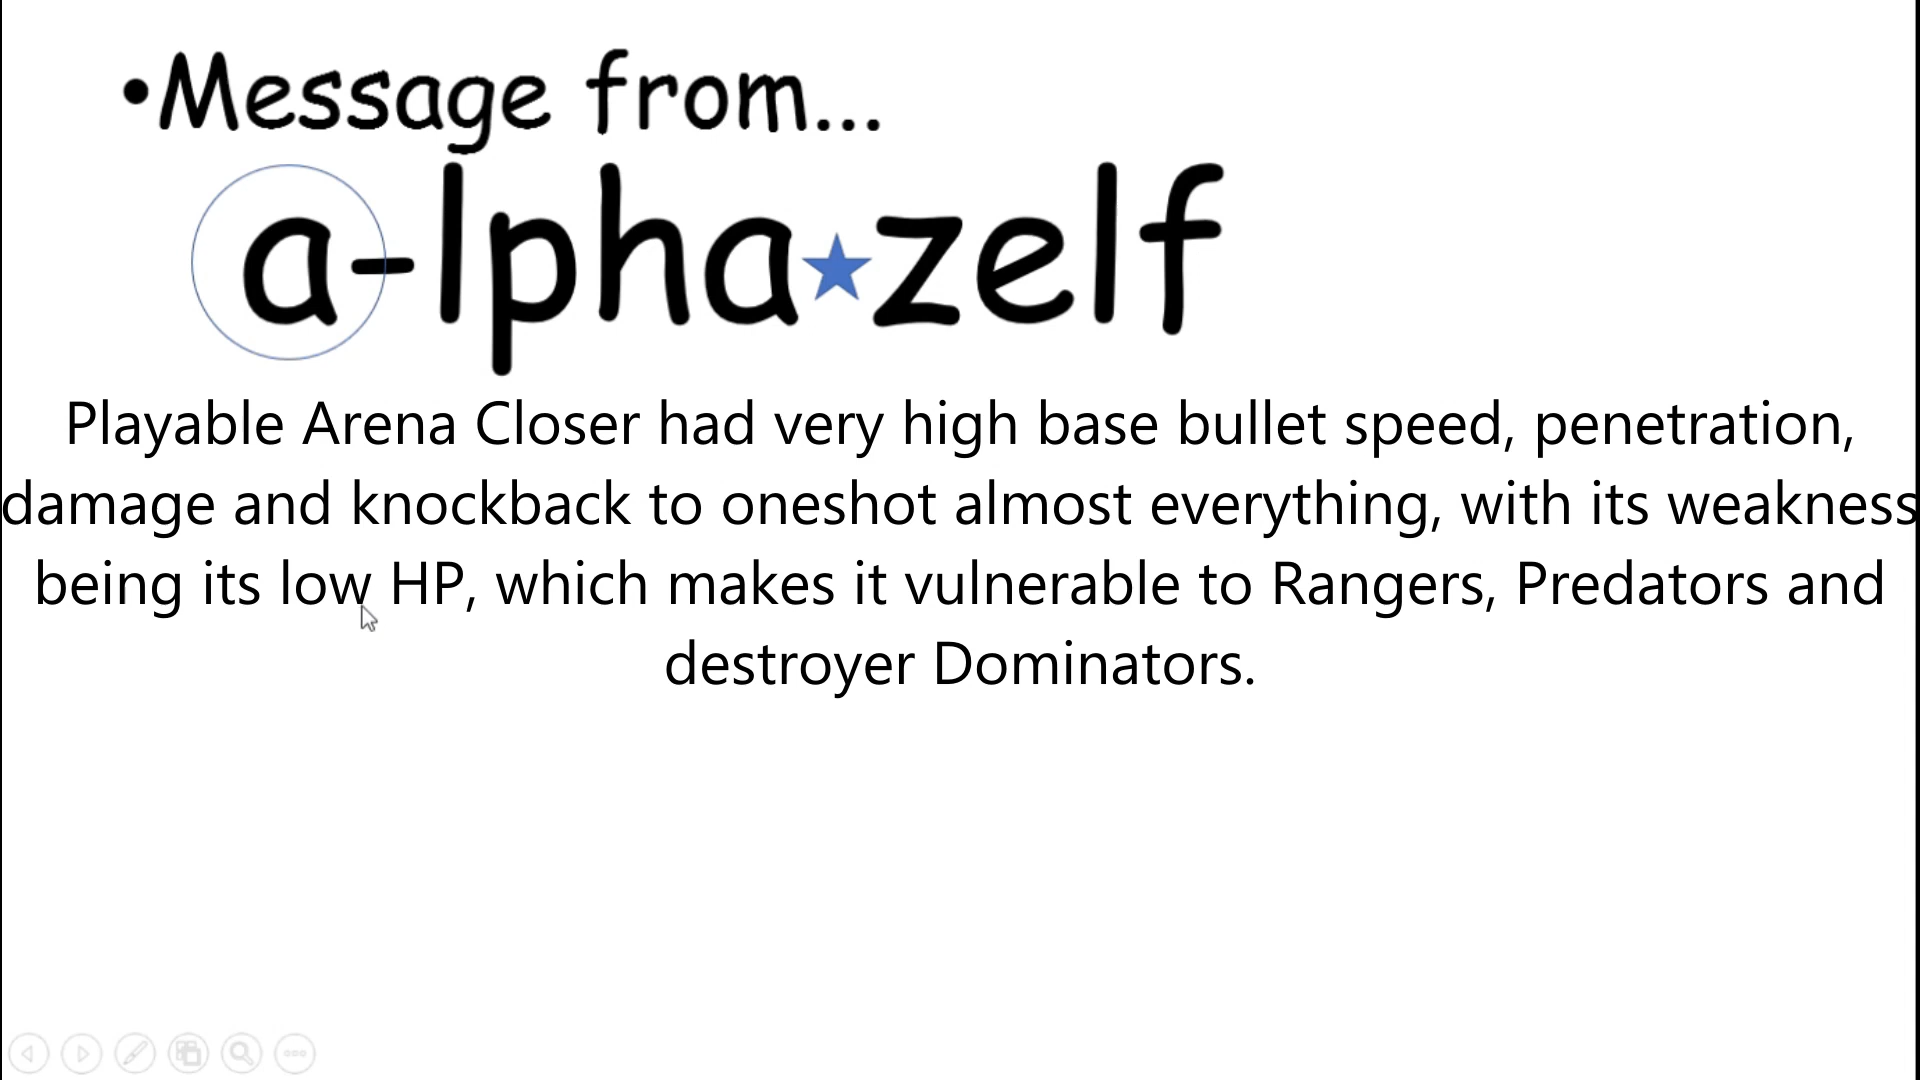 •Message from...
a-lpha★zelf
Playable Arena Closer had very high base bullet speed, penetration,
damage and knockback to oneshot almost everything, with its weakness
being its low HP, which makes it vulnerable to Rangers, Predators and
destroyer Dominators.